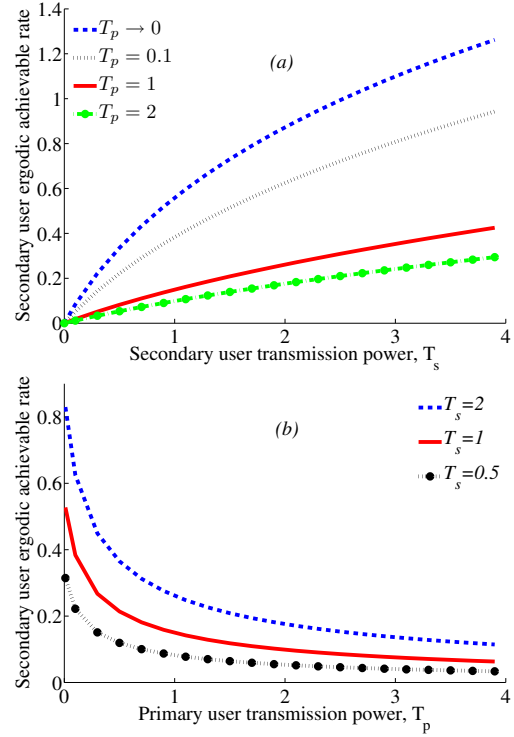 Secondary user ergodic achievable rate
1.4
1.2
1
0.8
0.6
0.4
0.2
0
T_p → 0
T_p = 0.1
T_p = 1
T_p = 2
(a)
0 1 2 3 4
Secondary user transmission power, T_s
Secondary user ergodic achievable rate
0.8
0.6
0.4
0.2
0
(b)
T_s=2
T_s=1
T_s=0.5
0 1 2 3 4
Primary user transmission power, T_p